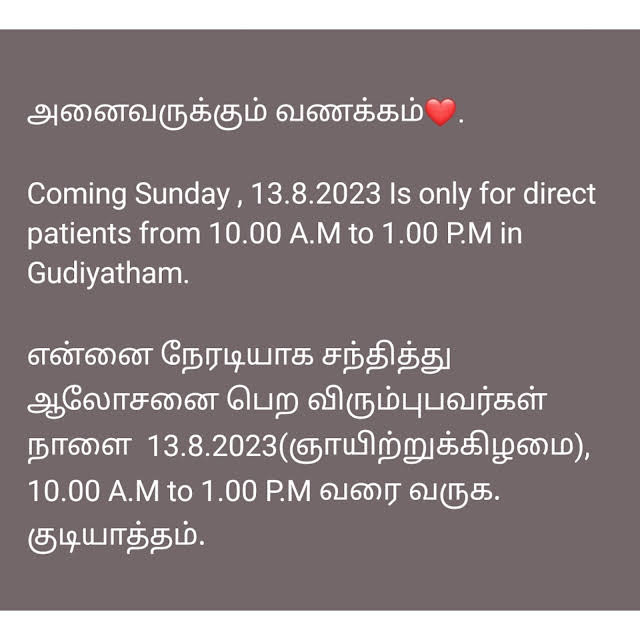 அனைவருக்கும் வணக்கம்❤️.
Coming Sunday , 13.8.2023 Is only for direct
patients from 10.00 A.M to 1.00 P.M in
Gudiyatham.
என்னை நேரடியாக சந்தித்து
ஆலோசனை பெற விரும்புபவர்கள்
நாளை 13.8.2023(ஞாயிற்றுக்கிழமை),
10.00 A.M to 1.00 P.M வரை வருக.
குடியாத்தம்.